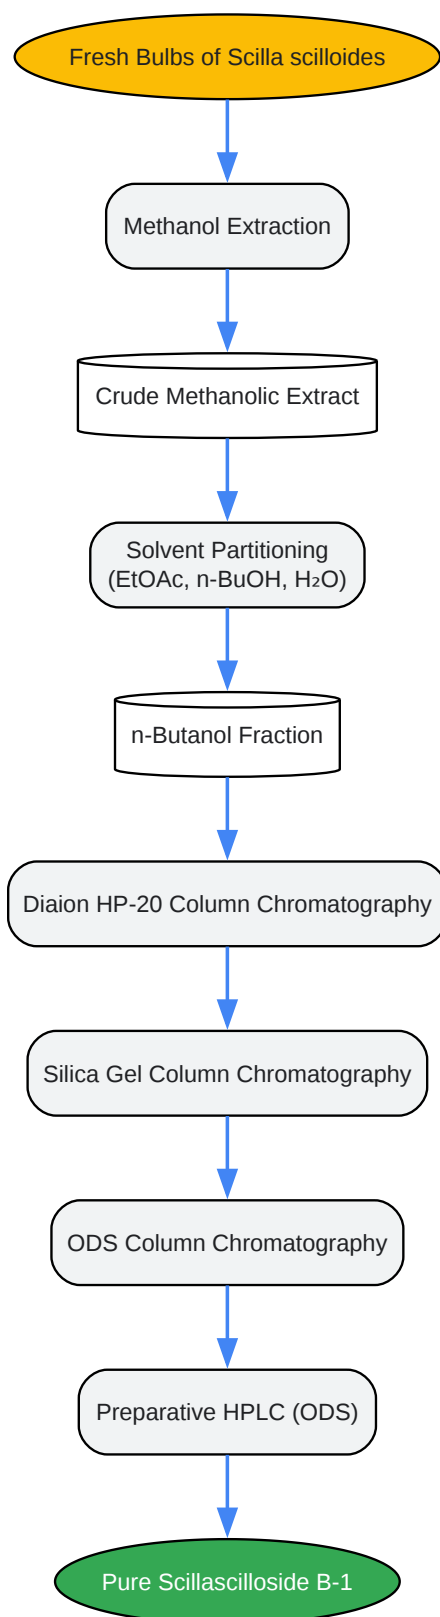 Fresh Bulbs of Scilla scilloides
Methanol Extraction
Crude Methanolic Extract
Solvent Partitioning
(EtOAc, n-BuOH, H₂O)
n-Butanol Fraction
Diaion HP-20 Column Chromatography
Silica Gel Column Chromatography
ODS Column Chromatography
Preparative HPLC (ODS)
Pure Scillascilloside B-1